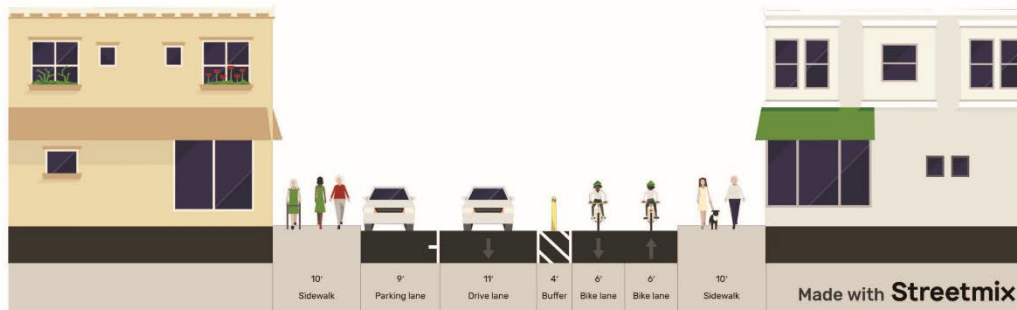 10' 9' 11' 4' 6' 6' 10'
Sidewalk Parking lane Drive lane Buffer Bike lane Bike lane Sidewalk
Made with Streetmix